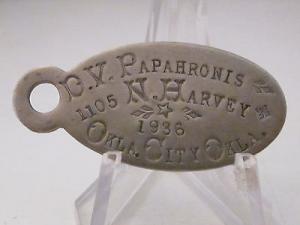 D.V. PAPAHRONIS
1105 N. HARVEY
1936
OKLA. CITY OKLA.